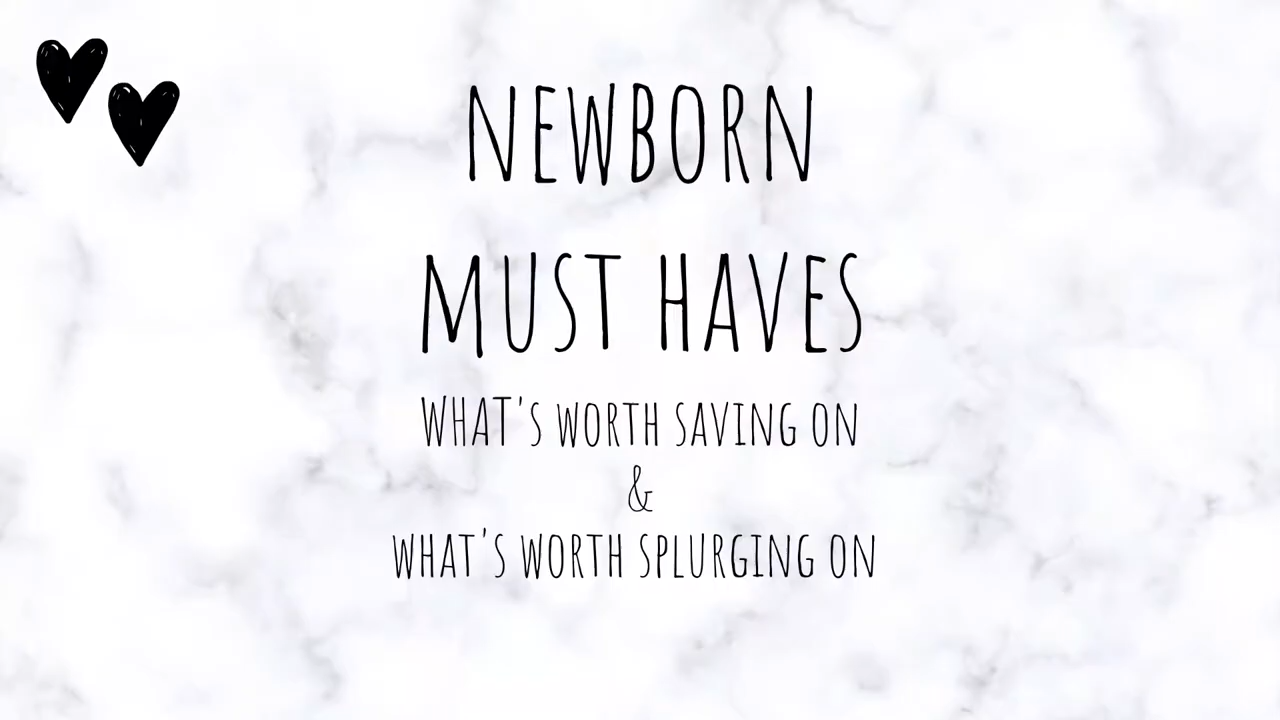 NEWBORN
MUST HAVES
WHAT'S WORTH SAVING ON
&
WHAT'S WORTH SPLURGING ON